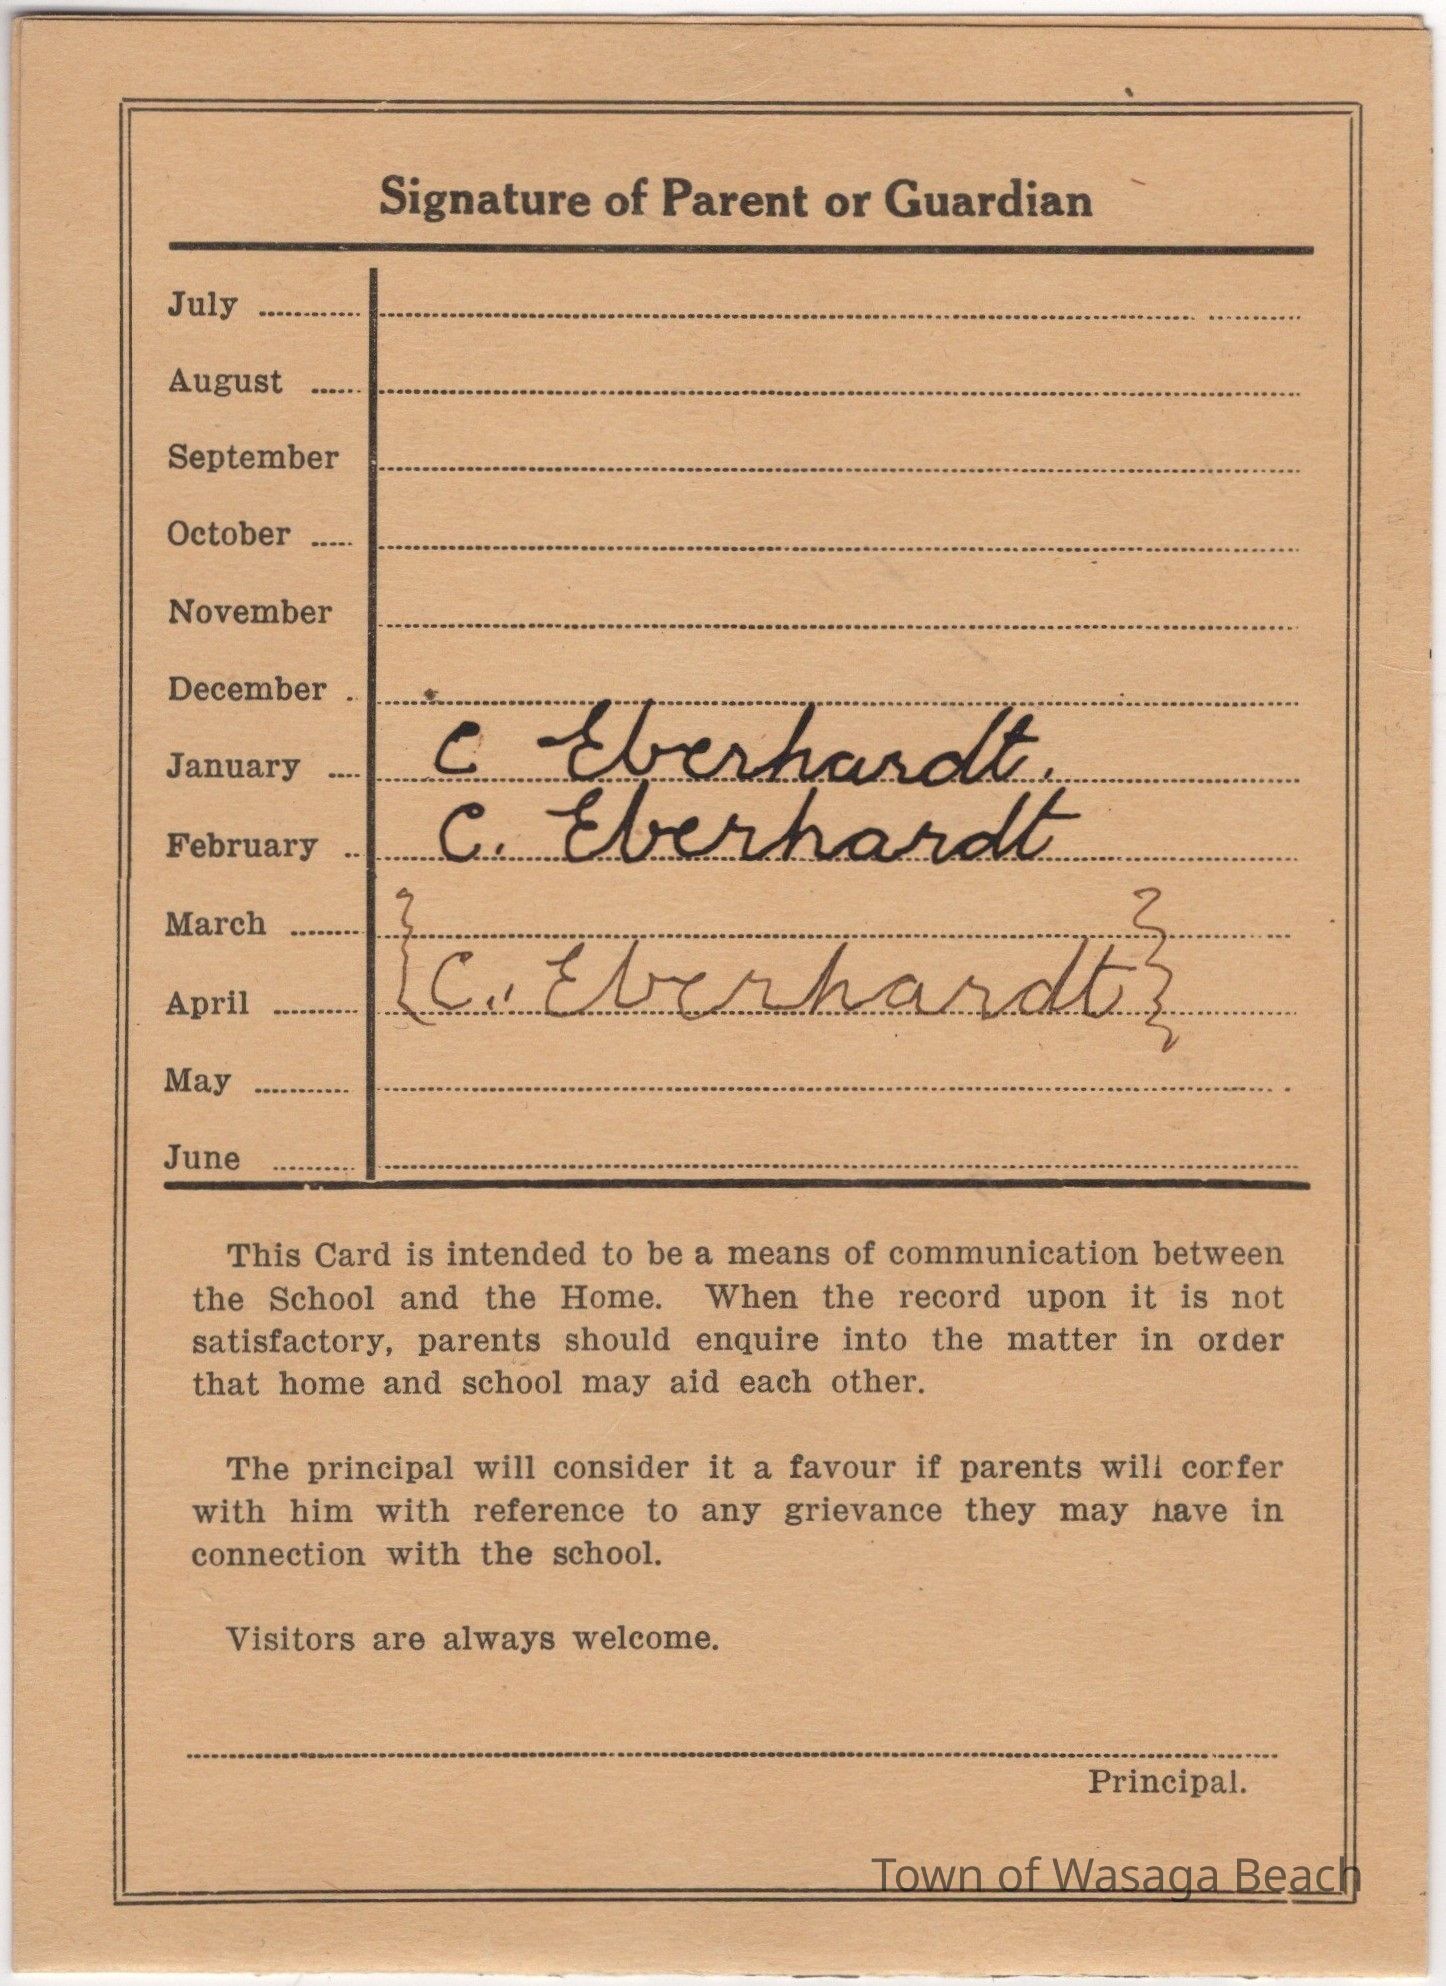 Signature of Parent or Guardian
July
August
September
October
November
December
January C Eberhardt.
February C. Eberhardt
March
April { C. Eberhardt }
May
June
This Card is intended to be a means of communication between
the School and the Home. When the record upon it is not
satisfactory, parents should enquire into the matter in order
that home and school may aid each other.
The principal will consider it a favour if parents will confer
with him with reference to any grievance they may have in
connection with the school.
Visitors are always welcome.
Principal.
Town of Wasaga Beach